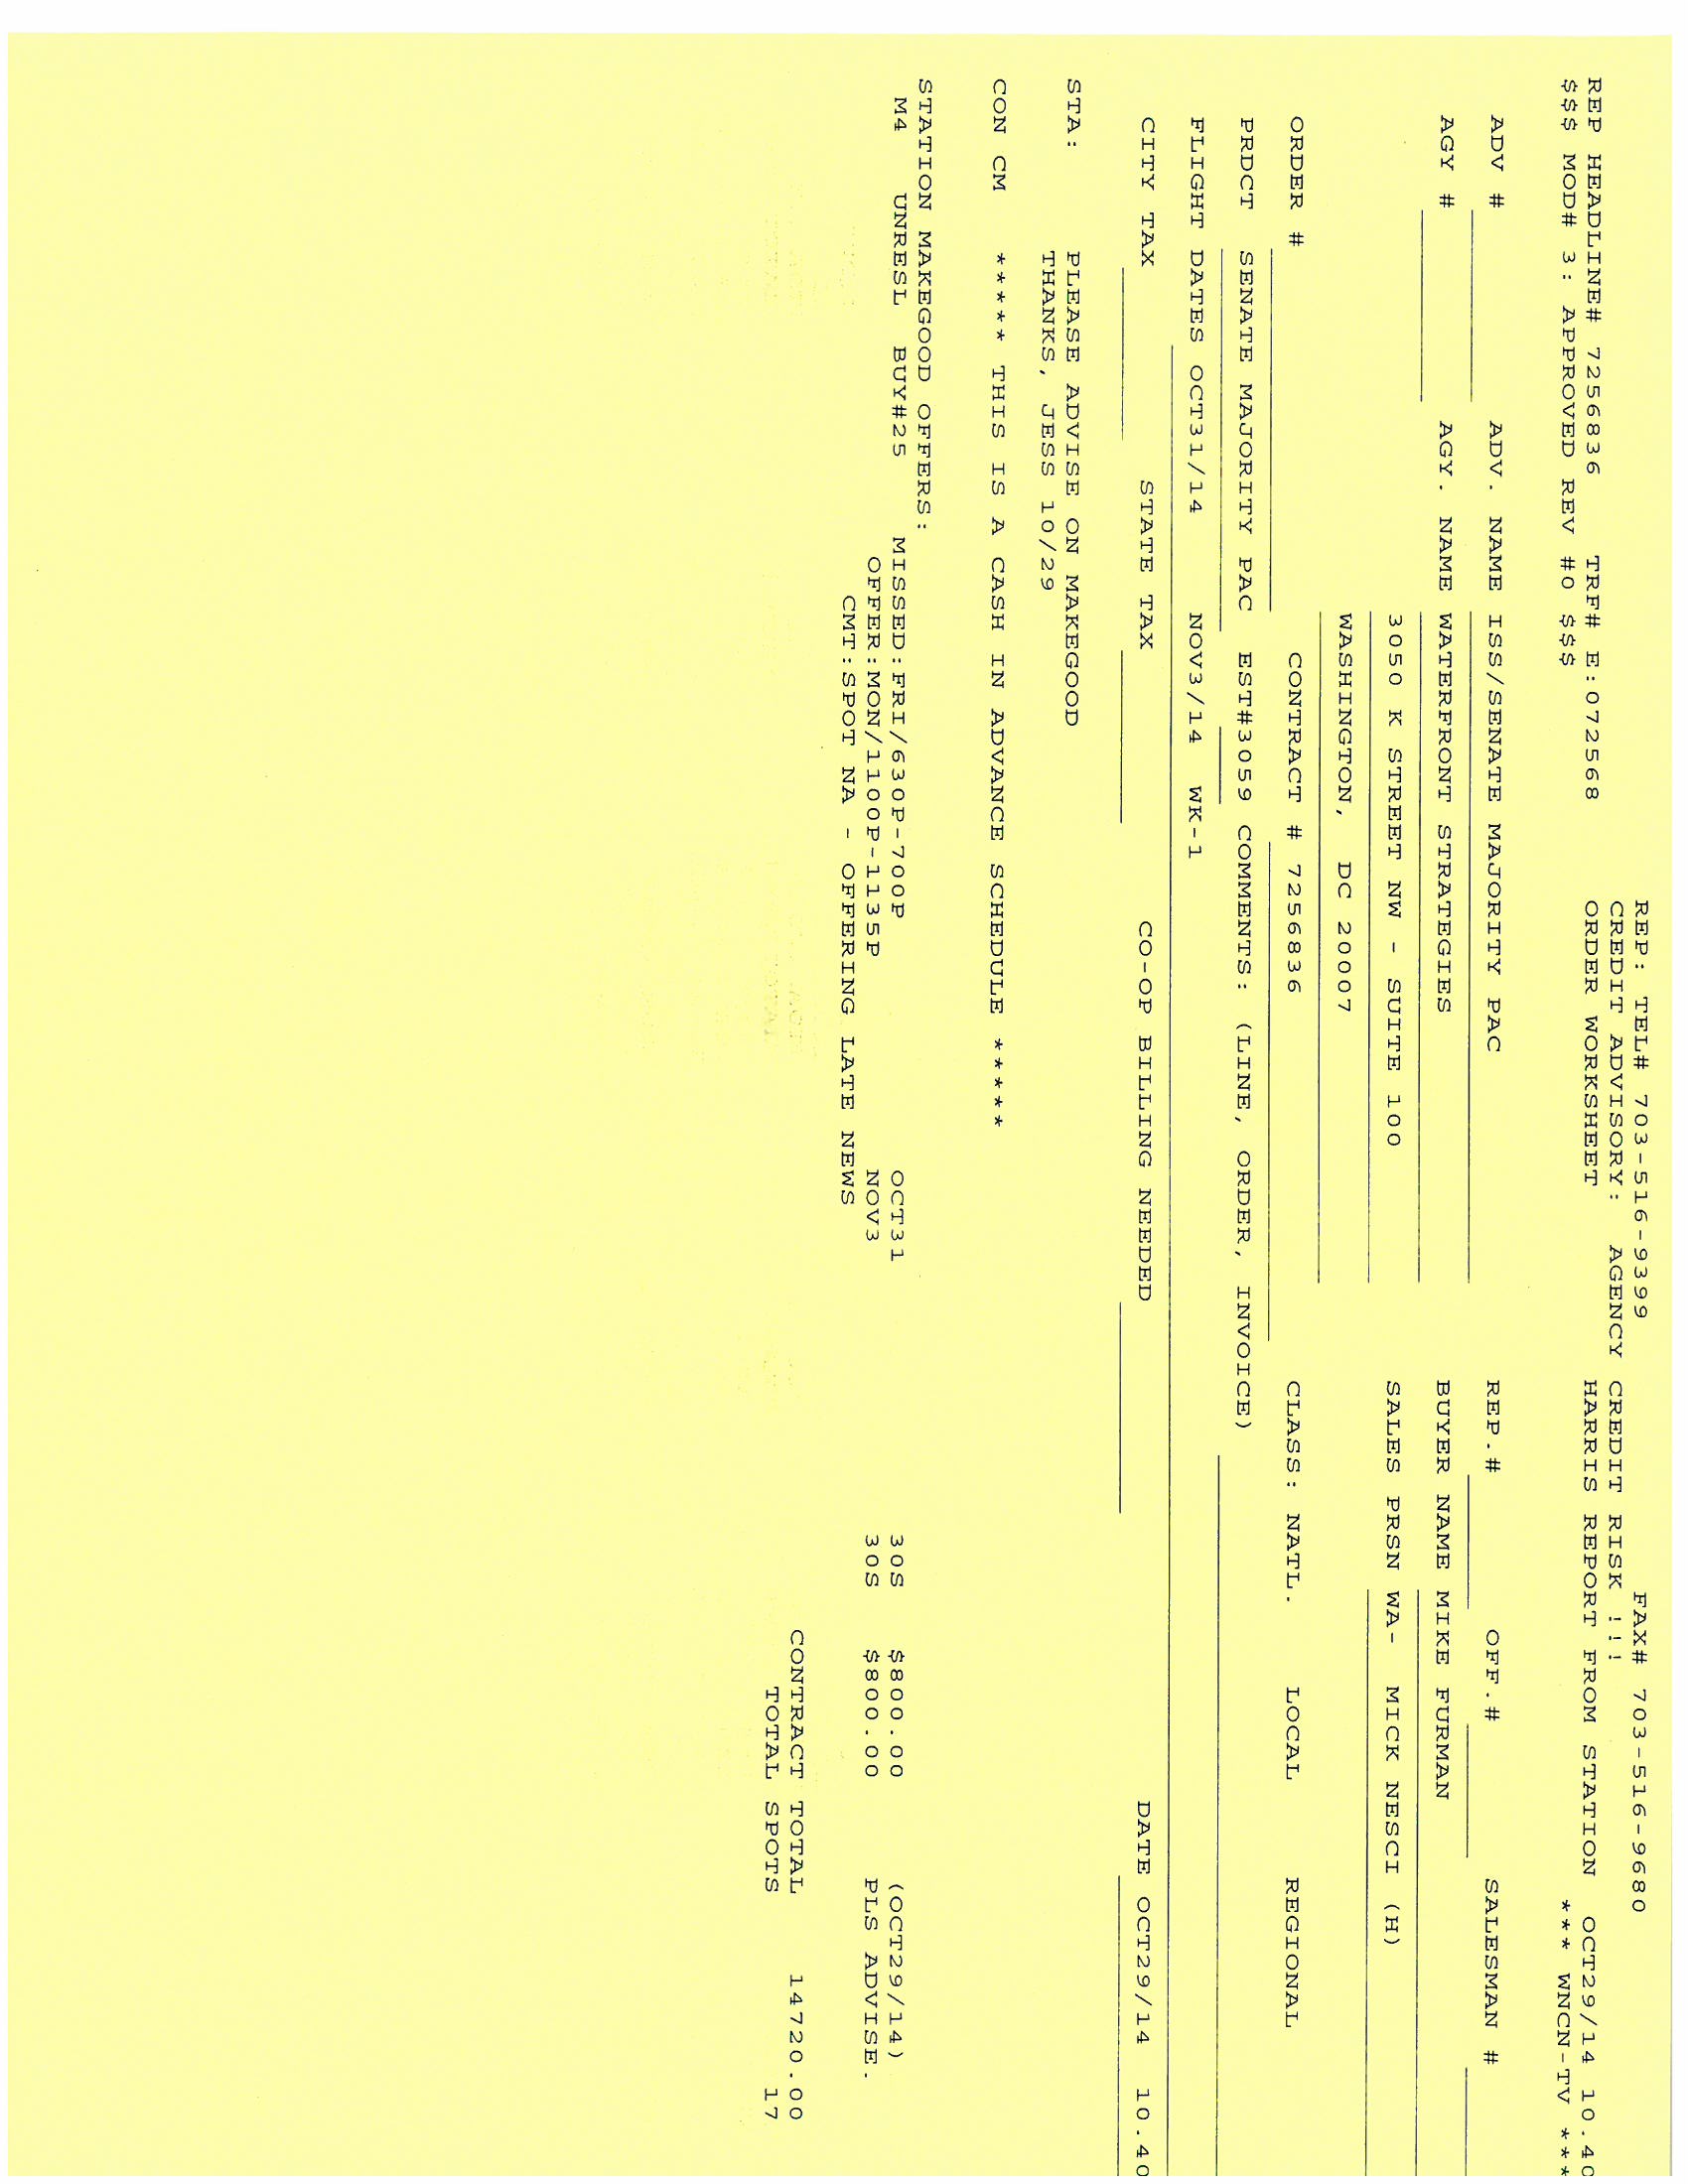 REP: TEL# 703-516-9399 FAX# 703-516-9680
CREDIT ADVISORY: AGENCY CREDIT RISK !!!
REP HEADLINE# 7256836 TRF# E:072568 ORDER WORKSHEET HARRIS REPORT FROM STATION OCT29/14 10.40
$$$ MOD# 3: APPROVED REV #0 $$$ *** WNCN-TV ***
ADV # ADV. NAME ISS/SENATE MAJORITY PAC REP.# OFF.# SALESMAN #
AGY # AGY. NAME WATERFRONT STRATEGIES BUYER NAME MIKE FURMAN
3050 K STREET NW - SUITE 100 SALES PRSN WA- MICK NESCI (H)
WASHINGTON, DC 20007
ORDER # CONTRACT # 7256836 CLASS: NATL. LOCAL REGIONAL
PRDCT SENATE MAJORITY PAC EST#3059 COMMENTS: (LINE, ORDER, INVOICE)
FLIGHT DATES OCT31/14 NOV3/14 WK-1
CITY TAX STATE TAX CO-OP BILLING NEEDED DATE OCT29/14 10.40
STA: PLEASE ADVISE ON MAKEGOOD
THANKS, JESS 10/29
CON CM ***** THIS IS A CASH IN ADVANCE SCHEDULE *****
STATION MAKEGOOD OFFERS:
M4 UNRESL BUY#25 MISSED:FRI/630P-700P OCT31 30S $800.00 (OCT29/14)
OFFER:MON/1100P-1135P NOV3 30S $800.00 PLS ADVISE.
CMT:SPOT NA - OFFERING LATE NEWS
CONTRACT TOTAL 14720.00
TOTAL SPOTS 17